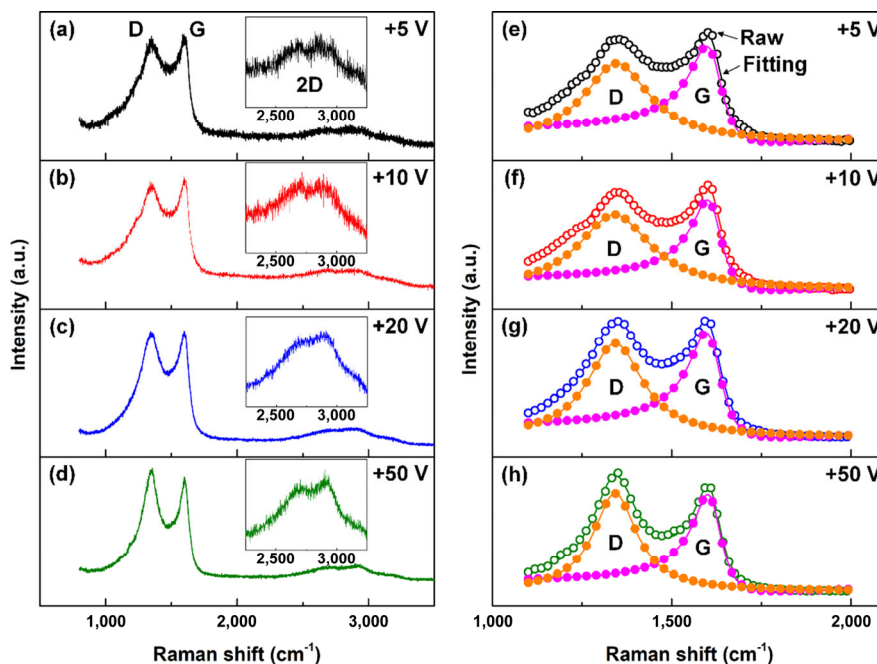 (a) D G +5 V
2D
2,500 3,000
(b) +10 V
2,500 3,000
(c) +20 V
2,500 3,000
(d) +50 V
2,500 3,000
Intensity (a.u.)
1,000 2,000 3,000
Raman shift (cm⁻¹)
(e) +5 V
Raw
Fitting
D G
(f) +10 V
D G
(g) +20 V
D G
(h) +50 V
D G
Intensity (a.u.)
1,000 1,500 2,000
Raman shift (cm⁻¹)